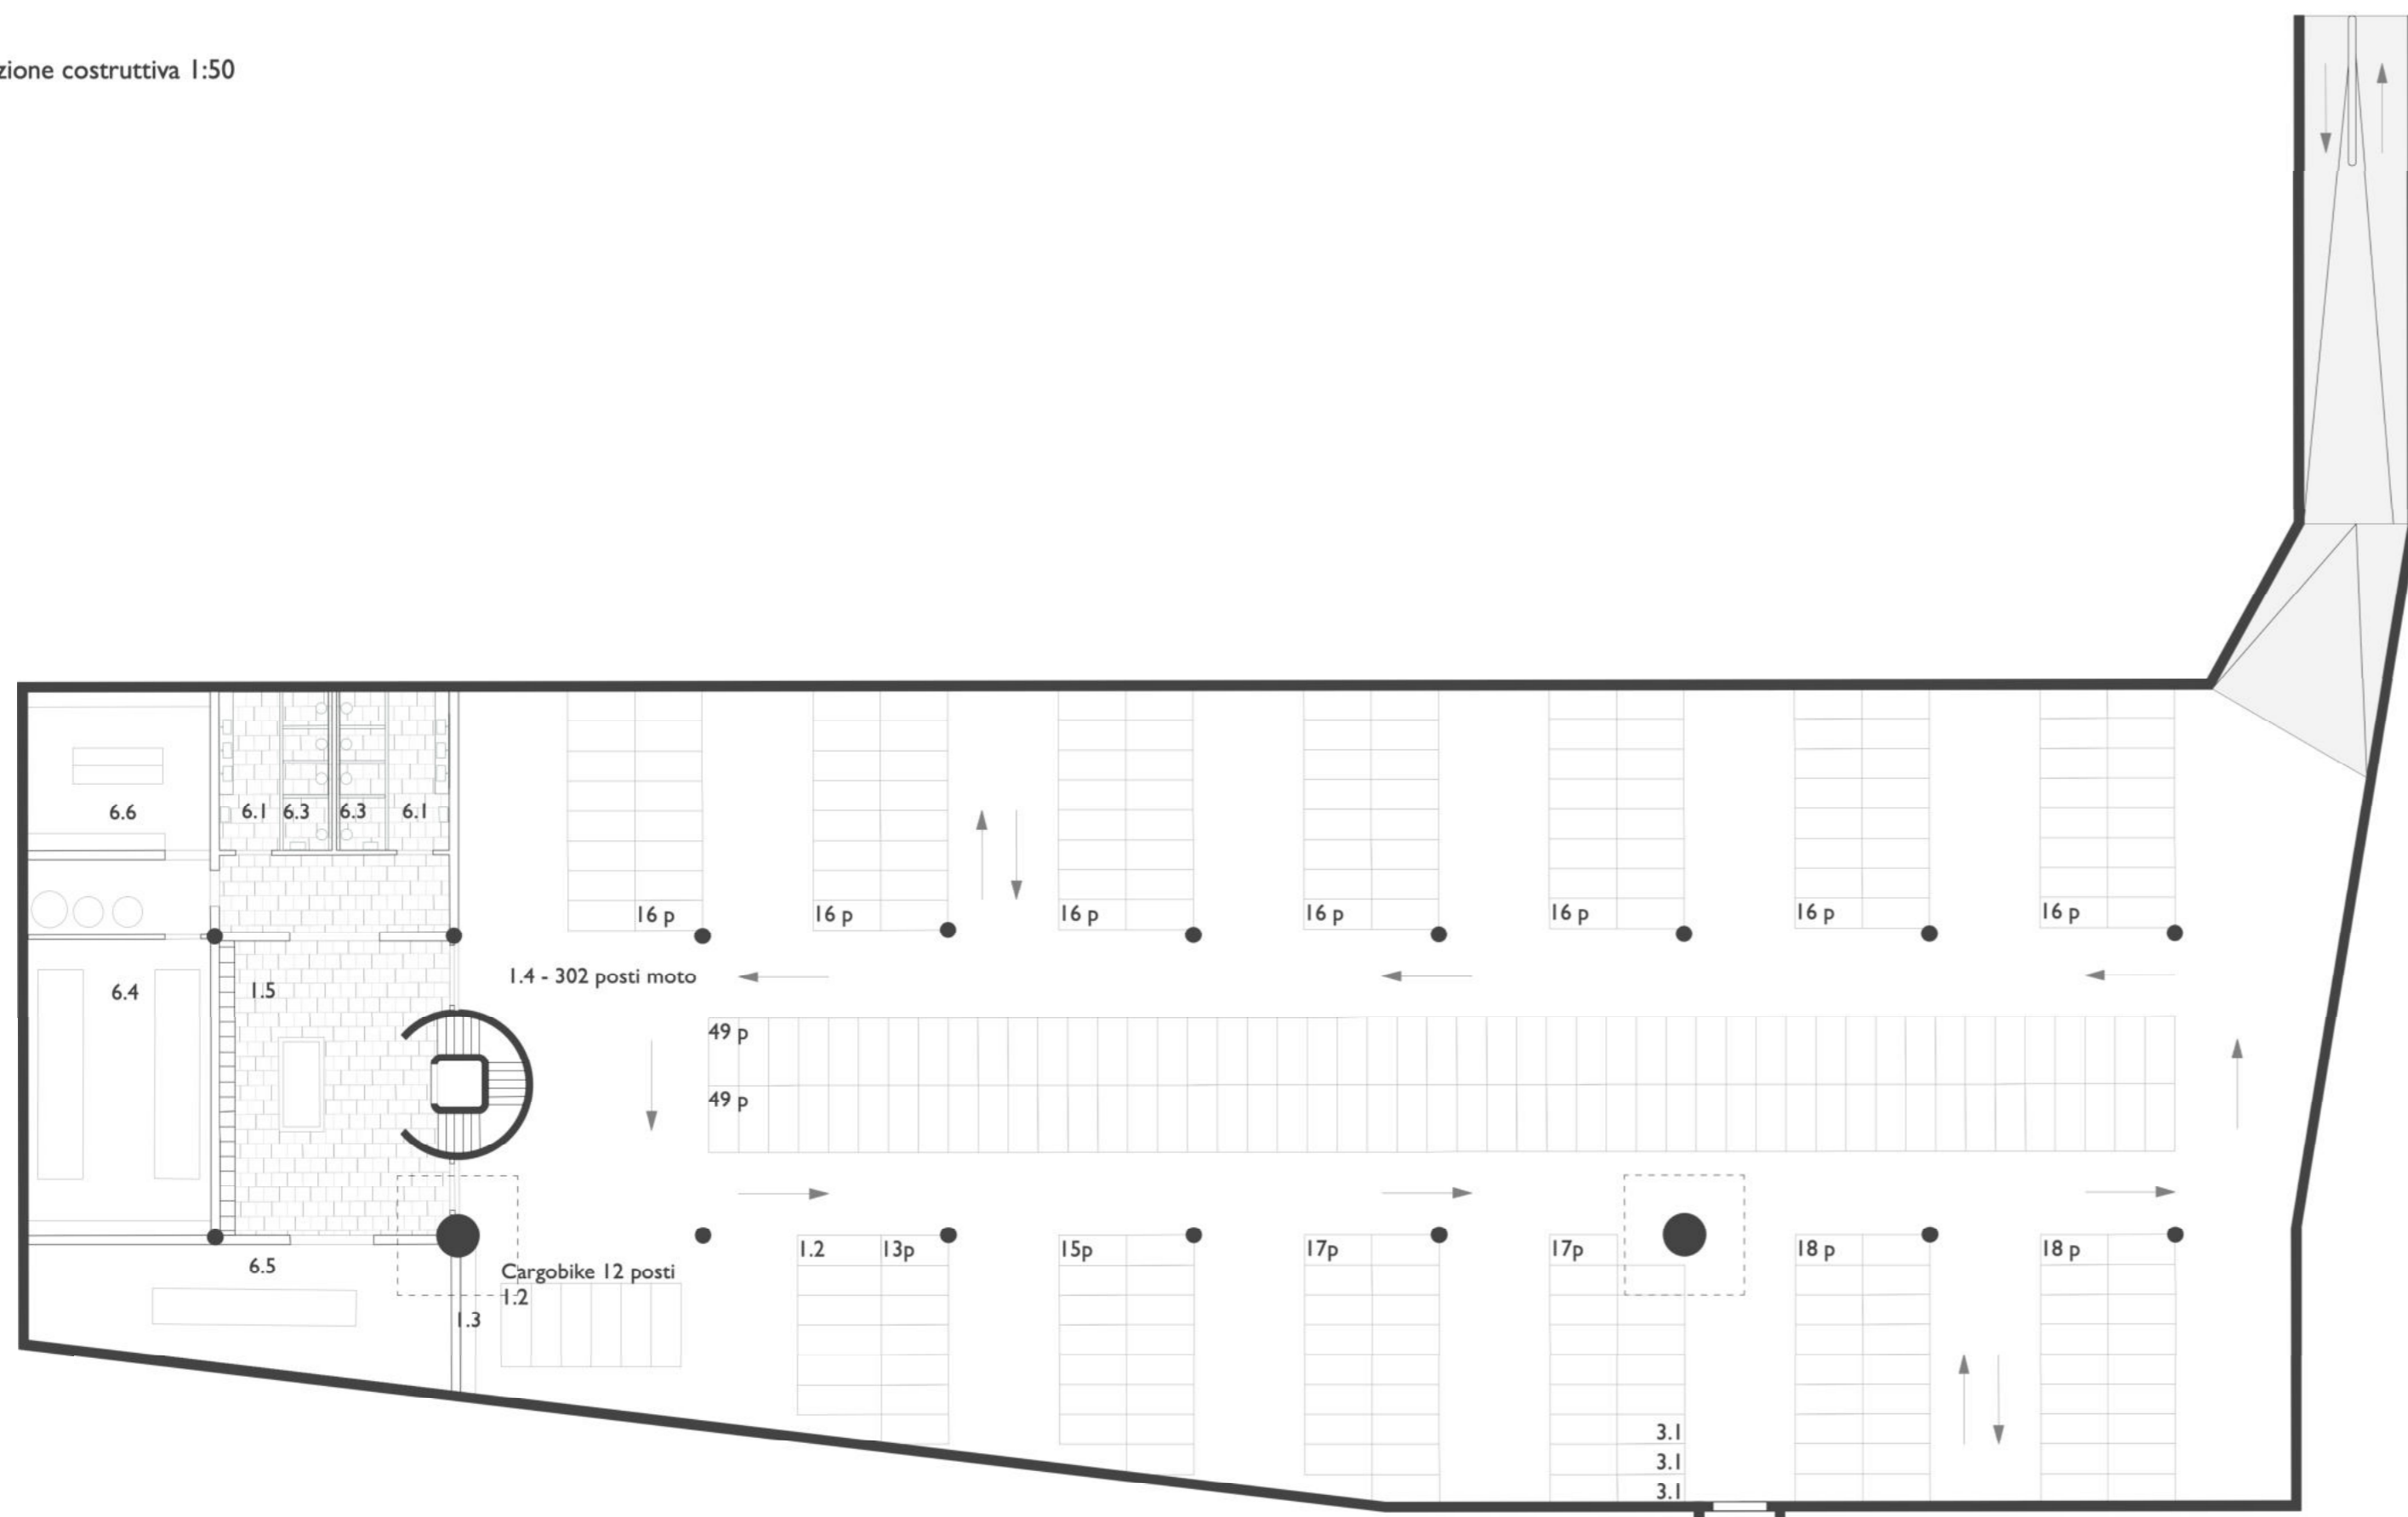 zione costruttiva 1:50
6.6
6.1
6.3
6.3
6.1
16 p
16 p
16 p
16 p
16 p
16 p
16 p
1.4 - 302 posti moto
6.4
1.5
49 p
49 p
1.2
13p
15p
17p
17p
18 p
18 p
6.5
Cargobike 12 posti
1.2
1.3
3.1
3.1
3.1